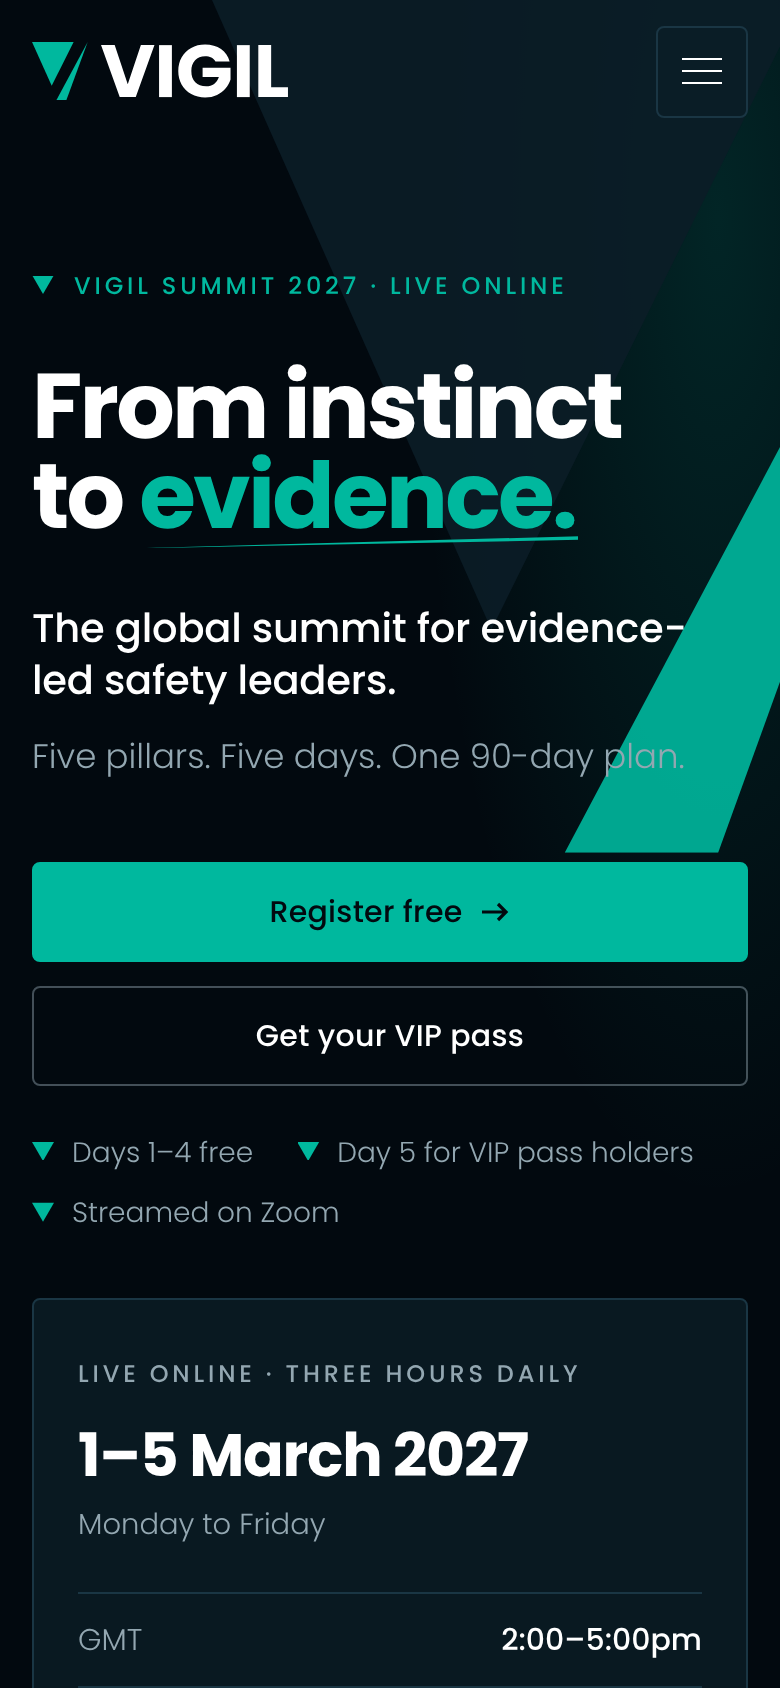 VIGIL
VIGIL SUMMIT 2027 · LIVE ONLINE
From instinct
to evidence.
The global summit for evidence-
led safety leaders.
Five pillars. Five days. One 90-day plan.
Register free →
Get your VIP pass
Days 1–4 free
Day 5 for VIP pass holders
Streamed on Zoom
LIVE ONLINE · THREE HOURS DAILY
1–5 March 2027
Monday to Friday
GMT 2:00–5:00pm